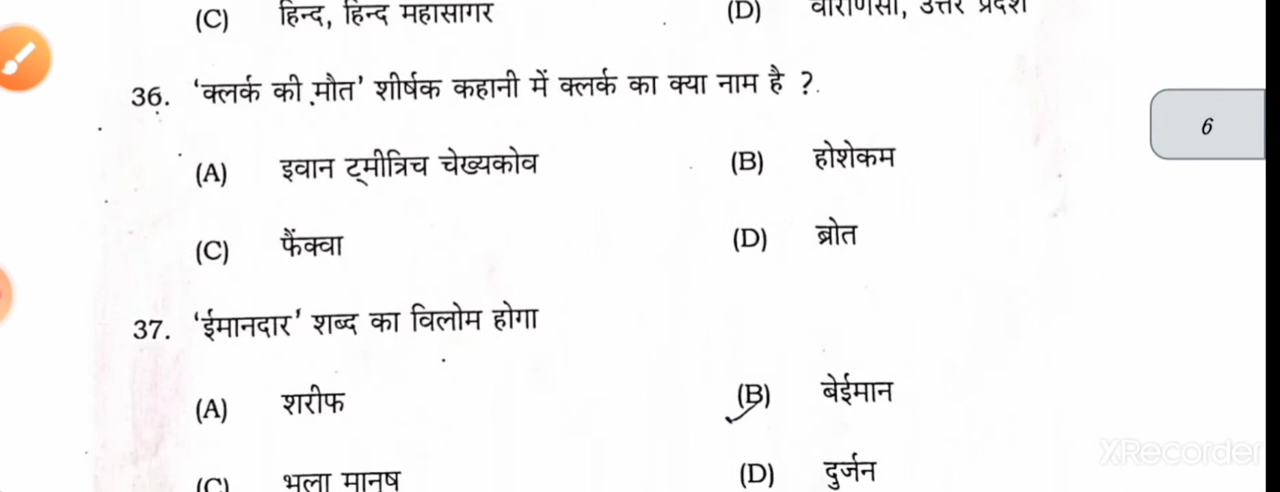 (C) हिन्द, हिन्द महासागर (D) वाराणसी, उत्तर प्रदेश
36. ‘क्लर्क की मौत’ शीर्षक कहानी में क्लर्क का क्या नाम है ?
6
(A) इवान ट्मीत्रिच चेख्यकोव (B) होशेकम
(C) फैंक्वा (D) ब्रोत
37. ‘ईमानदार’ शब्द का विलोम होगा
(A) शरीफ (B) बेईमान
XRecorder
(C) भला मानुष (D) दुर्जन